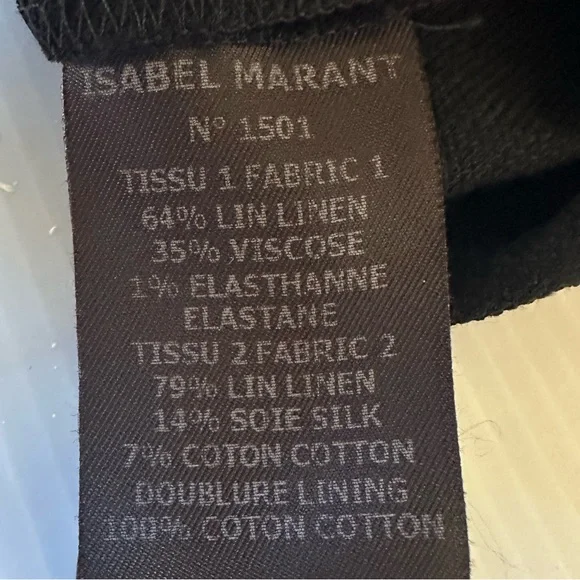 ISABEL MARANT
Nº 1501
TISSU 1 FABRIC 1
64% LIN LINEN
35% VISCOSE
1% ELASTHANNE
ELASTANE
TISSU 2 FABRIC 2
79% LIN LINEN
14% SOIE SILK
7% COTON COTTON
DOUBLURE LINING
100% COTON COTTON